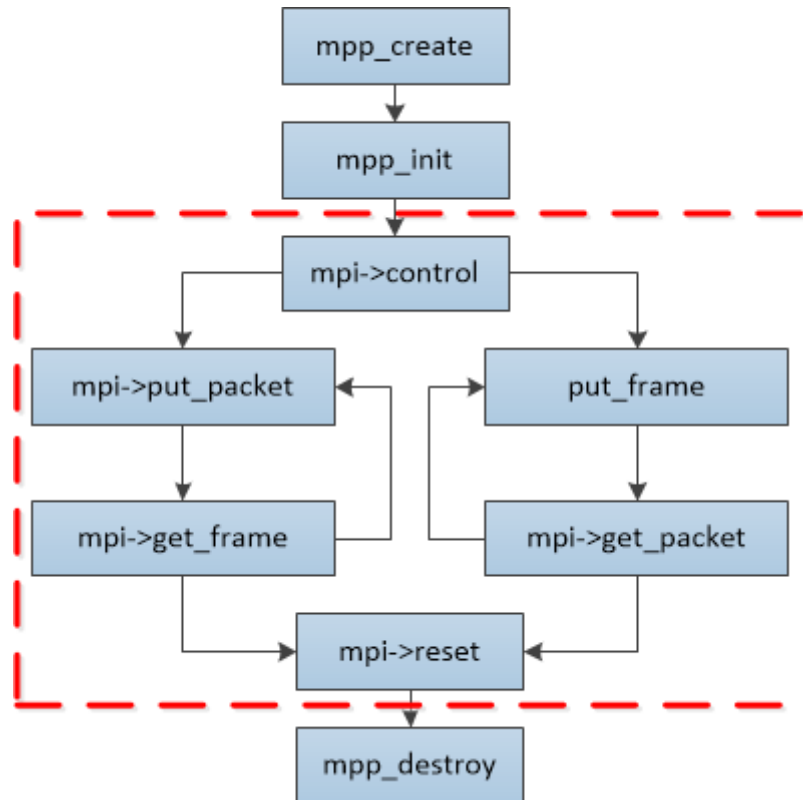 mpp_create
mpp_init
mpi->control
mpi->put_packet
put_frame
mpi->get_frame
mpi->get_packet
mpi->reset
mpp_destroy